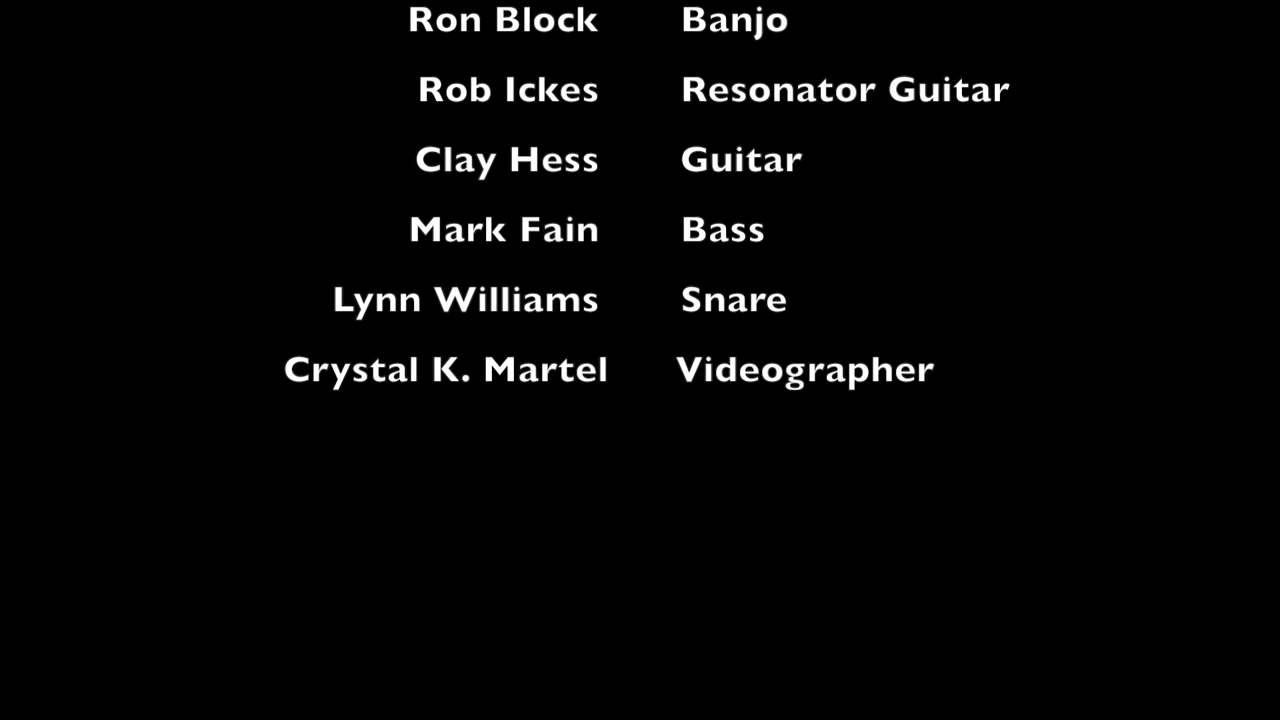 Ron Block Banjo
Rob Ickes Resonator Guitar
Clay Hess Guitar
Mark Fain Bass
Lynn Williams Snare
Crystal K. Martel Videographer